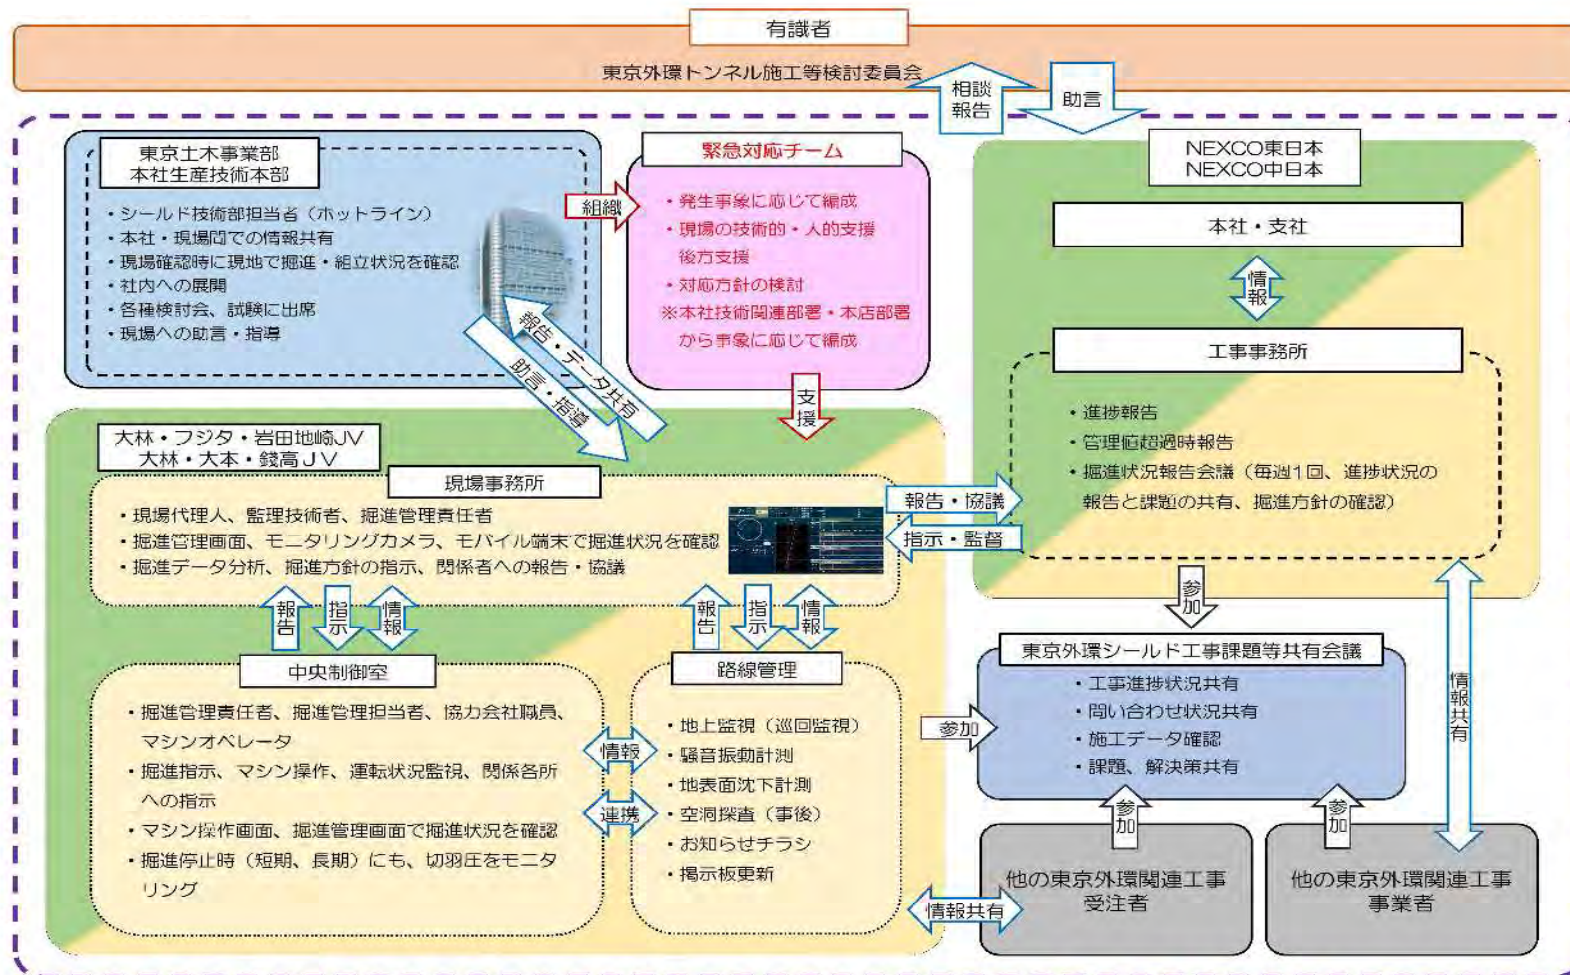 有識者
東京外環トンネル施工等検討委員会
相談
報告
助言
東京土木事業部
本社生産技術本部
・シールド技術部担当者（ホットライン）
・本社・現場間での情報共有
・現場確認時に現地で掘進・組立状況を確認
・社内への展開
・各種検討会、試験に出席
・現場への助言・指導
組織
緊急対応チーム
・発生事象に応じて編成
・現場の技術的・人的支援
後方支援
・対応方針の検討
※本社技術関連部署・本店部署
から事象に応じて編成
支援
報告・データ共有
助言・指導
NEXCO東日本
NEXCO中日本
本社・支社
情報
工事事務所
・進捗報告
・管理値超過時報告
・掘進状況報告会議（毎週1回、進捗状況の
報告と課題の共有、掘進方針の確認）
大林・フジタ・岩田地崎JV
大林・大本・錢高ＪＶ
現場事務所
・現場代理人、監理技術者、掘進管理責任者
・掘進管理画面、モニタリングカメラ、モバイル端末で掘進状況を確認
・掘進データ分析、掘進方針の指示、関係者への報告・協議
報告・協議
指示・監督
報告
指示
情報
報告
指示
情報
中央制御室
・掘進管理責任者、掘進管理担当者、協力会社職員、
マシンオペレータ
・掘進指示、マシン操作、運転状況監視、関係各所
への指示
・マシン操作画面、掘進管理画面で掘進状況を確認
・掘進停止時（短期、長期）にも、切羽圧をモニタ
リング
情報
連携
路線管理
・地上監視（巡回監視）
・騒音振動計測
・地表面沈下計測
・空洞探査（事後）
・お知らせチラシ
・掲示板更新
参加
参加
東京外環シールド工事課題等共有会議
・工事進捗状況共有
・問い合わせ状況共有
・施工データ確認
・課題、解決策共有
情報共有
参加
参加
情報共有
他の東京外環関連工事
受注者
他の東京外環関連工事
事業者